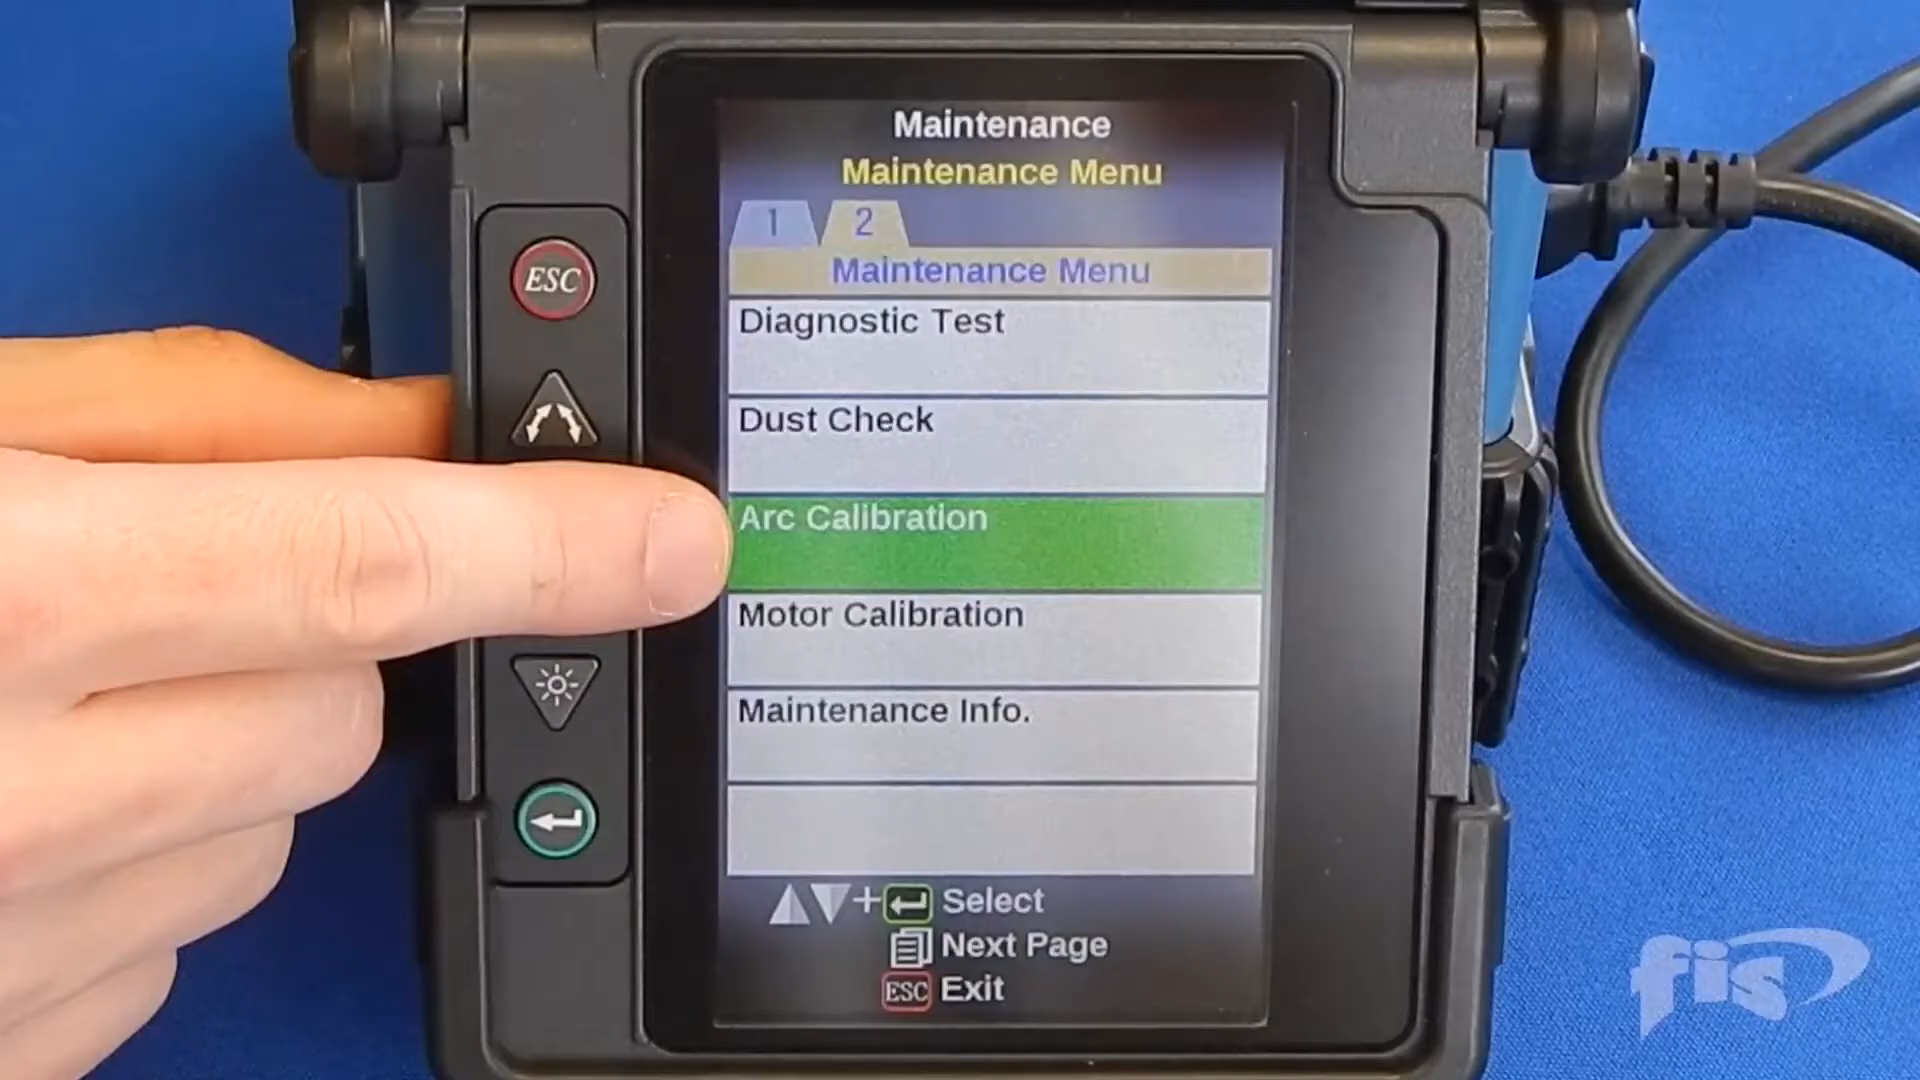 Maintenance
Maintenance Menu
1 2
Maintenance Menu
ESC
Diagnostic Test
Dust Check
Arc Calibration
Motor Calibration
Maintenance Info.
+ Select
Next Page
ESC Exit
fis